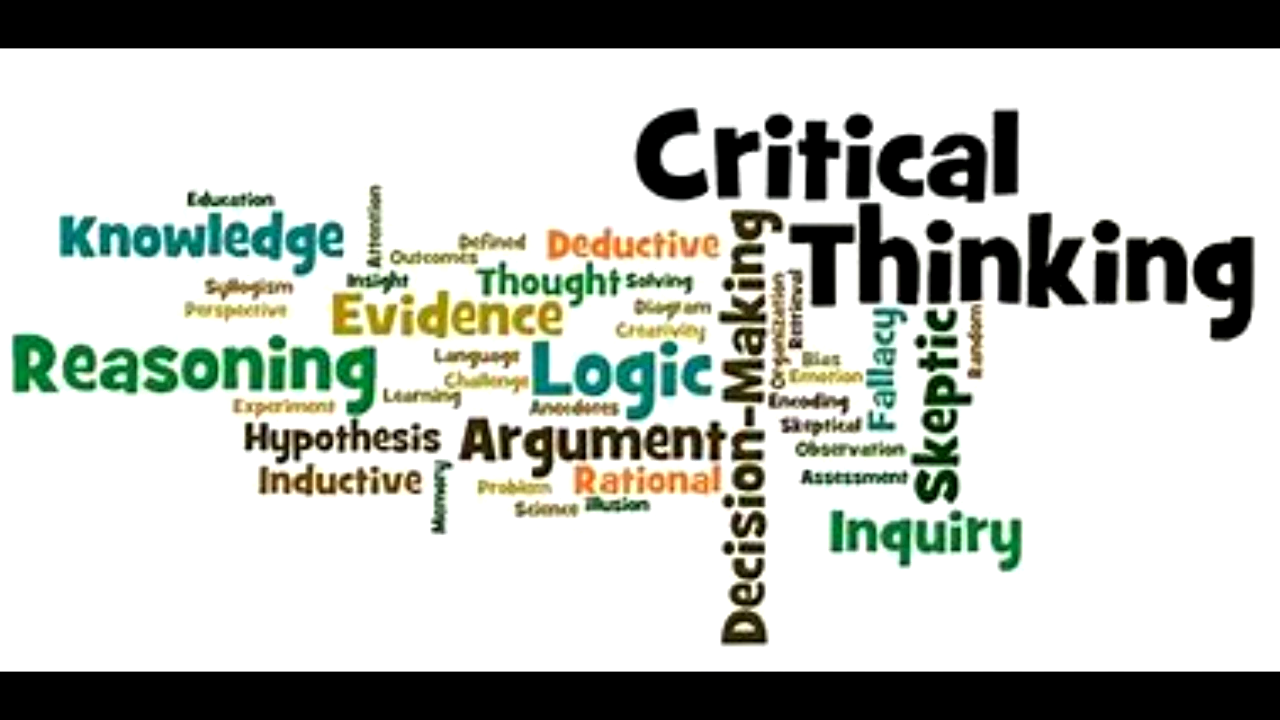 Critical
Thinking
Education
Knowledge
Attention
Defined
Outcomes
Deductive
Syllogism
Insight
Thought
Solving
Perspective
Evidence
Diagram
Creativity
Reasoning
Language
Logic
Challenge
Learning
Experiment
Anecdotes
Hypothesis
Argument
Inductive
Memory
Problem
Rational
Science
Illusion
Decision-Making
Organization
Retrieval
Bias
Emotion
Encoding
Skeptical
Fallacy
Skeptic
Random
Observation
Assessment
Inquiry